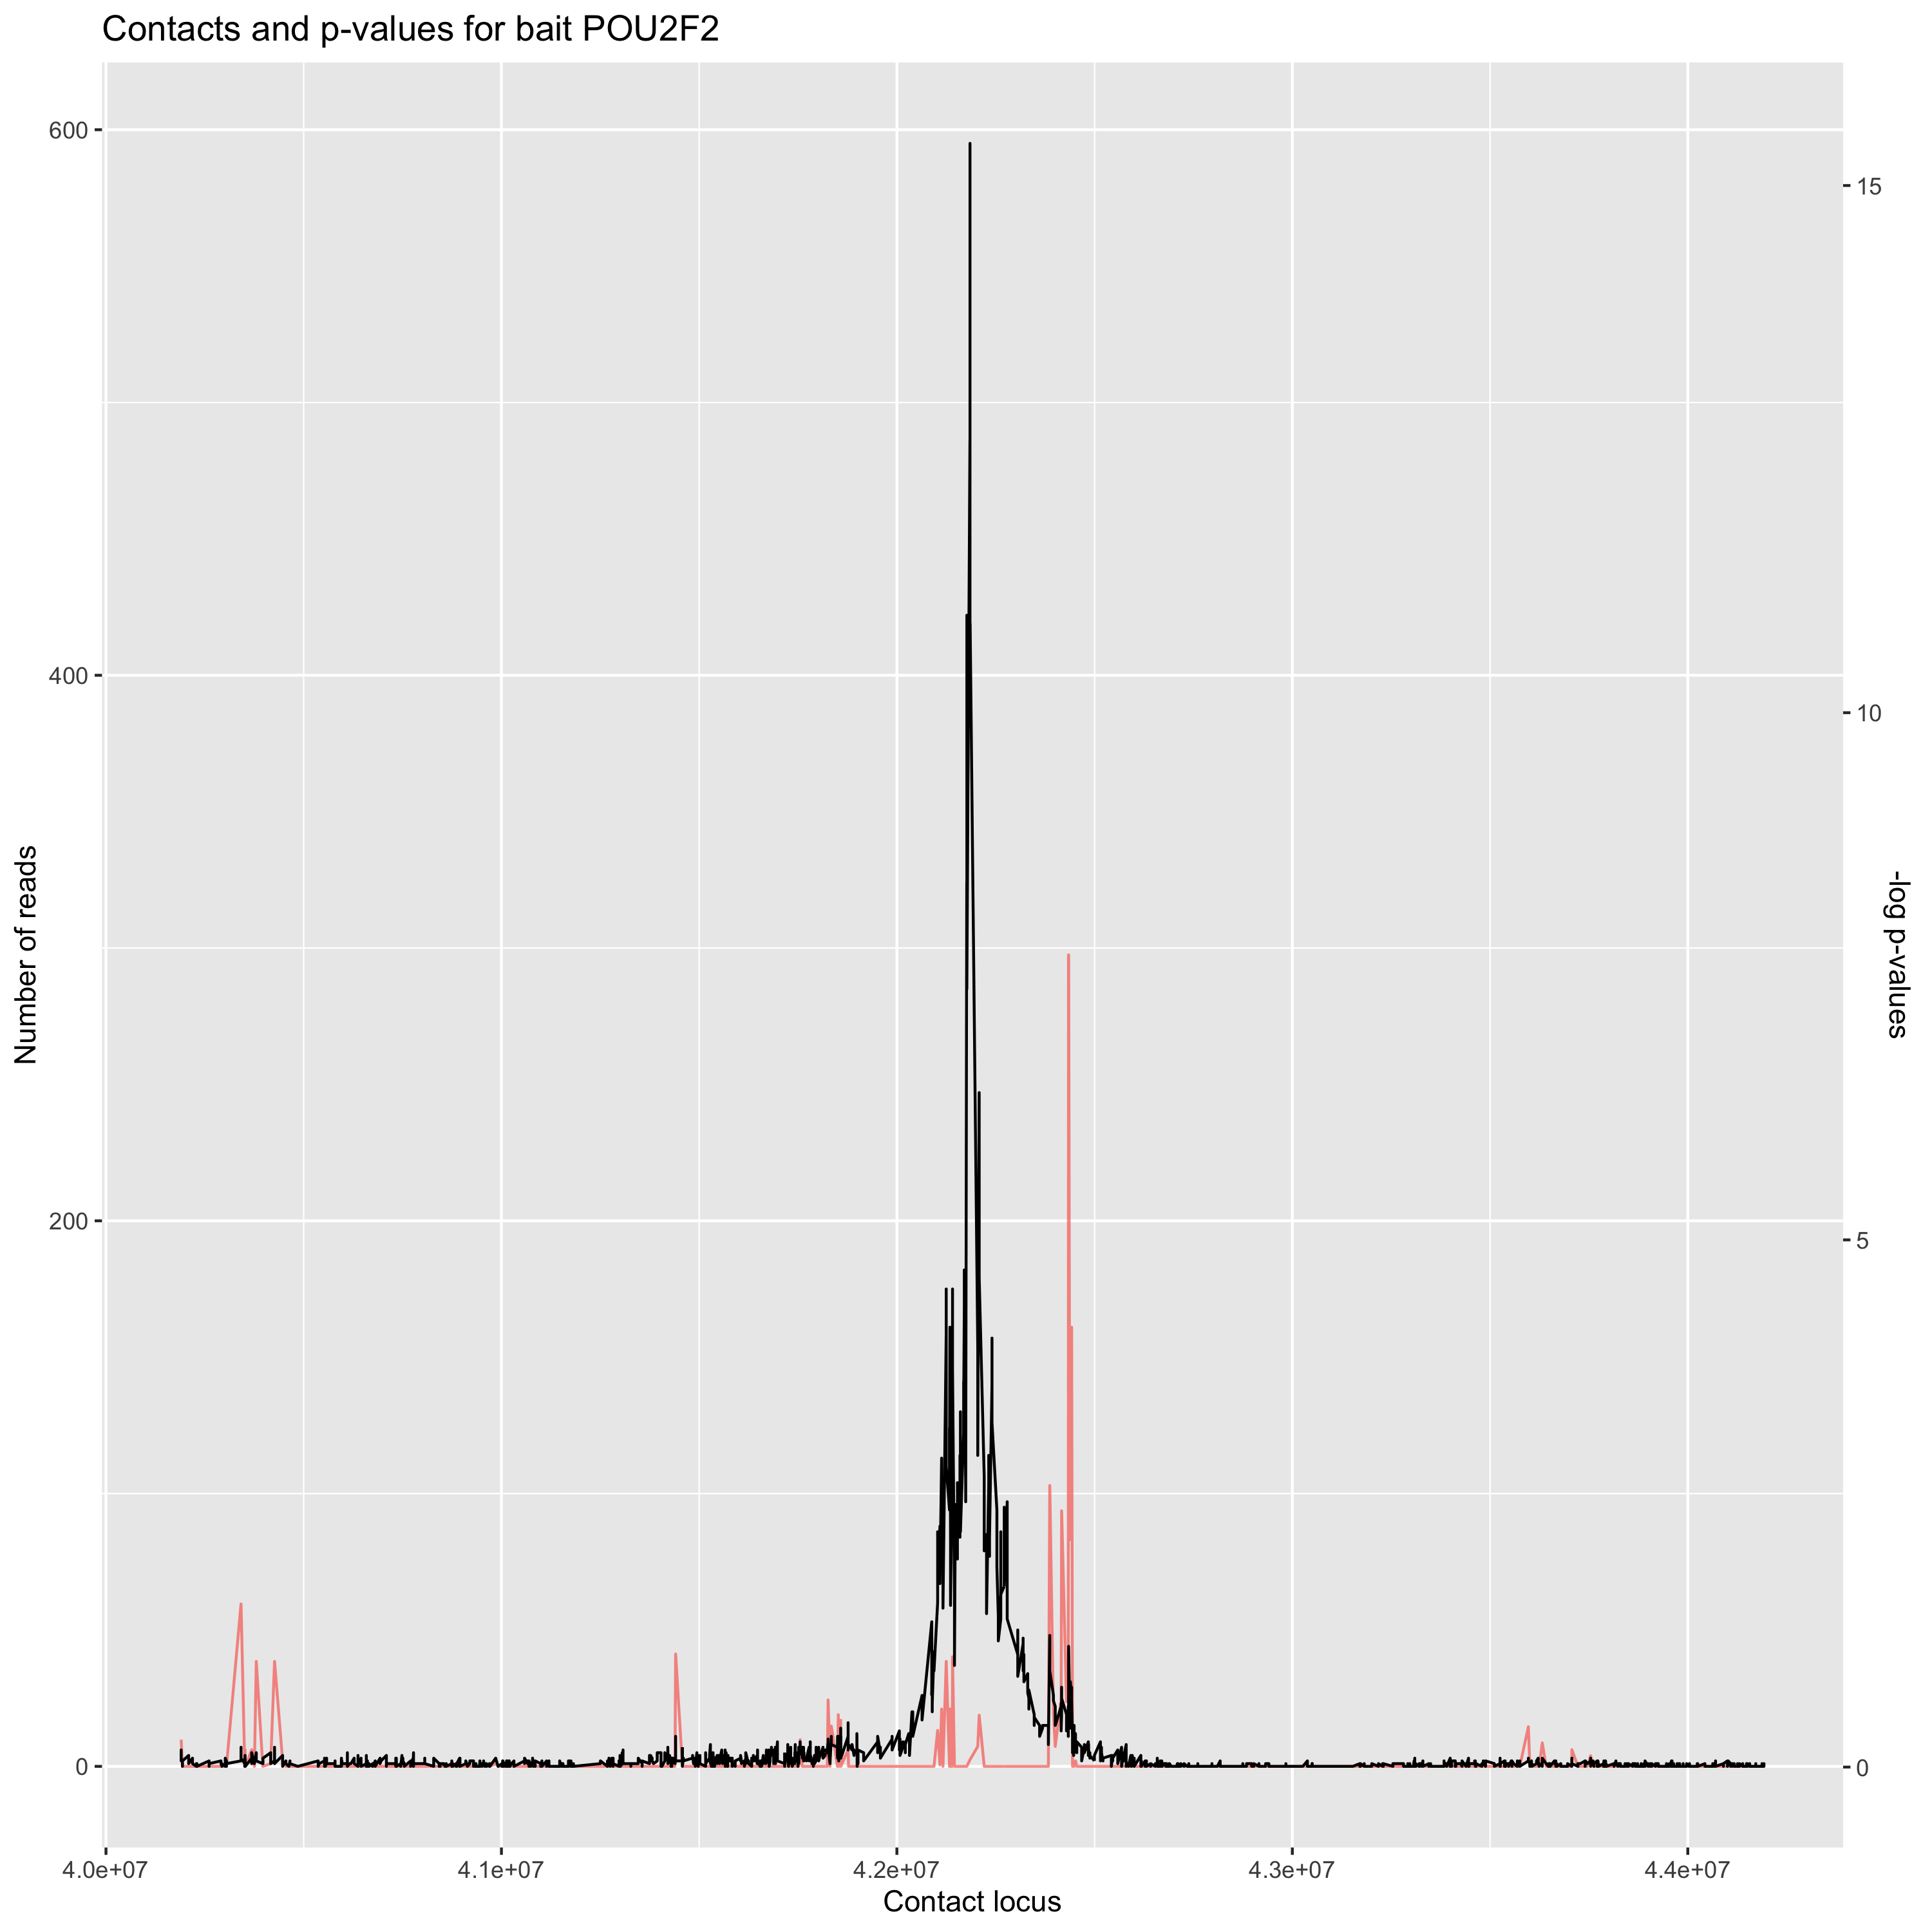 Contacts and p-values for bait POU2F2
600
400
200
0
Number of reads
15
10
5
0
-log p-values
4.0e+07 4.1e+07 4.2e+07 4.3e+07 4.4e+07
Contact locus